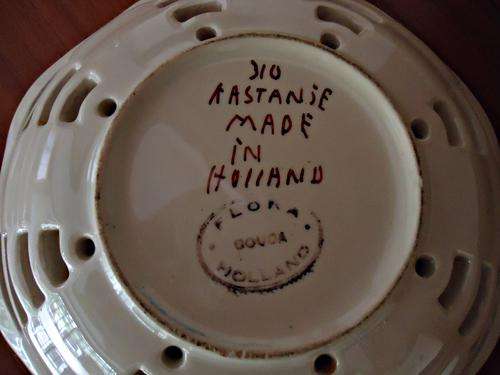 310
KASTANJE
MADE
IN
HOLLAND
FLORA
GOUDA
HOLLAND